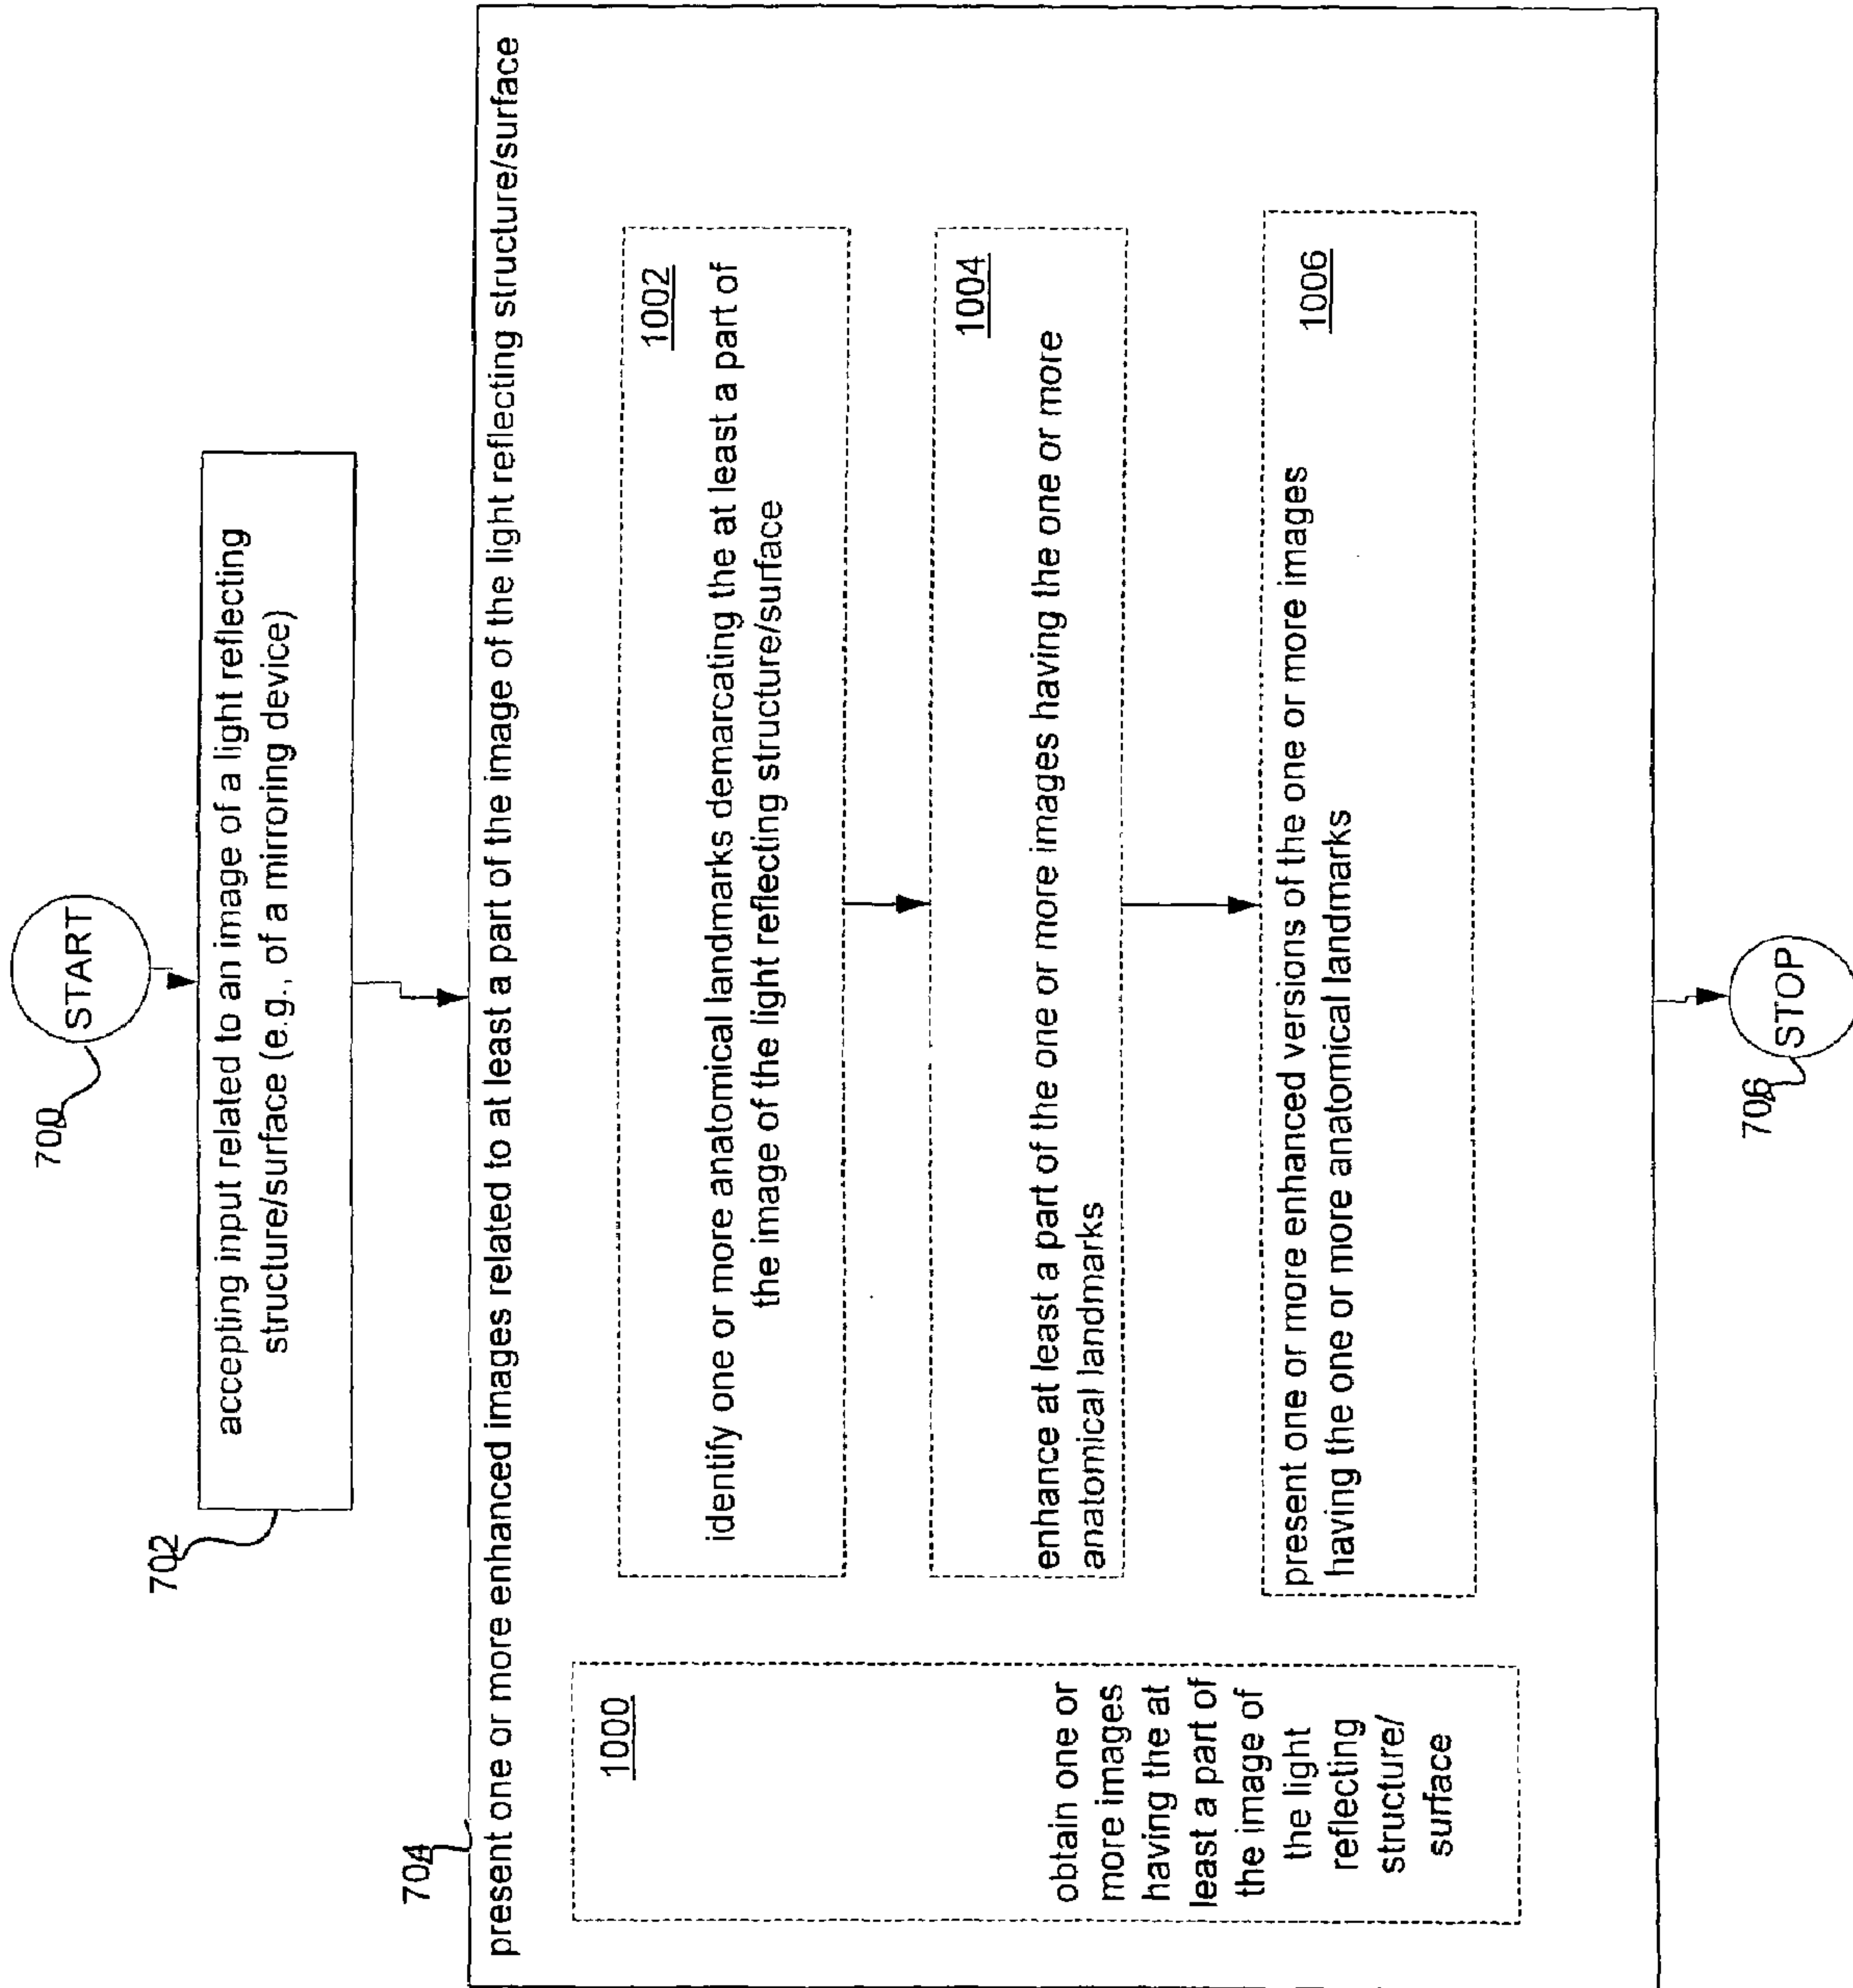 START
700
accepting input related to an image of a light reflecting
structure/surface (e.g., of a mirroring device)
702
704
present one or more enhanced images related to at least a part of the image of the light reflecting structure/surface
1000
obtain one or
more images
having the at
least a part of
the image of
the light
reflecting
structure/
surface
1002
identify one or more anatomical landmarks demarcating the at least a part of
the image of the light reflecting structure/surface
1004
enhance at least a part of the one or more images having the one or more
anatomical landmarks
1006
present one or more enhanced versions of the one or more images
having the one or more anatomical landmarks
STOP
706